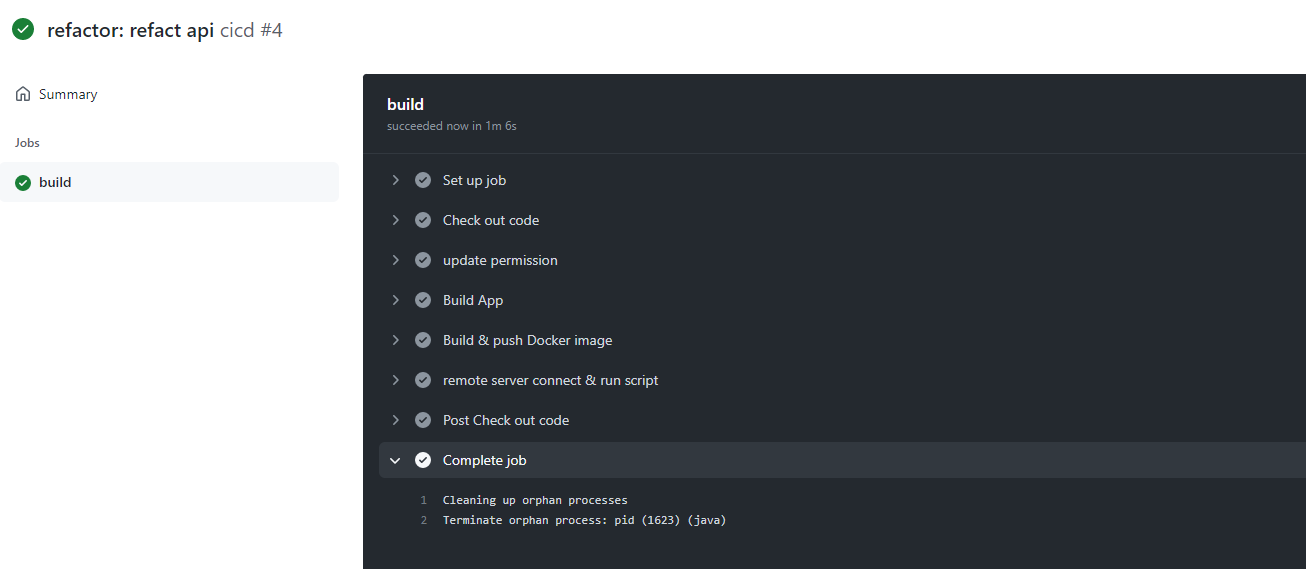 refactor: refact api cicd #4
Summary
Jobs
build
build
succeeded now in 1m 6s
Set up job
Check out code
update permission
Build App
Build & push Docker image
remote server connect & run script
Post Check out code
Complete job
1 Cleaning up orphan processes
2 Terminate orphan process: pid (1623) (java)